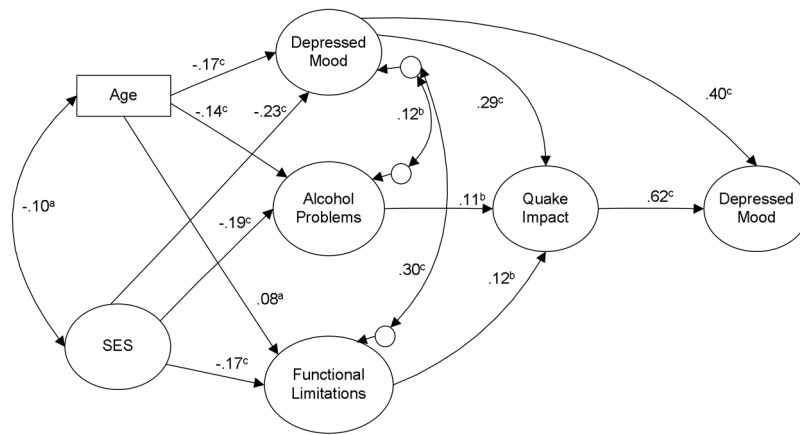 Depressed
Mood
-.17ᶜ
Age
.40ᶜ
-.14ᶜ
-.23ᶜ
.12ᵇ
.29ᶜ
Alcohol
Problems
Quake
Impact
Depressed
Mood
.11ᵇ
.62ᶜ
-.10ᵃ
-.19ᶜ
.30ᶜ
.12ᵇ
.08ᵃ
SES
-.17ᶜ
Functional
Limitations